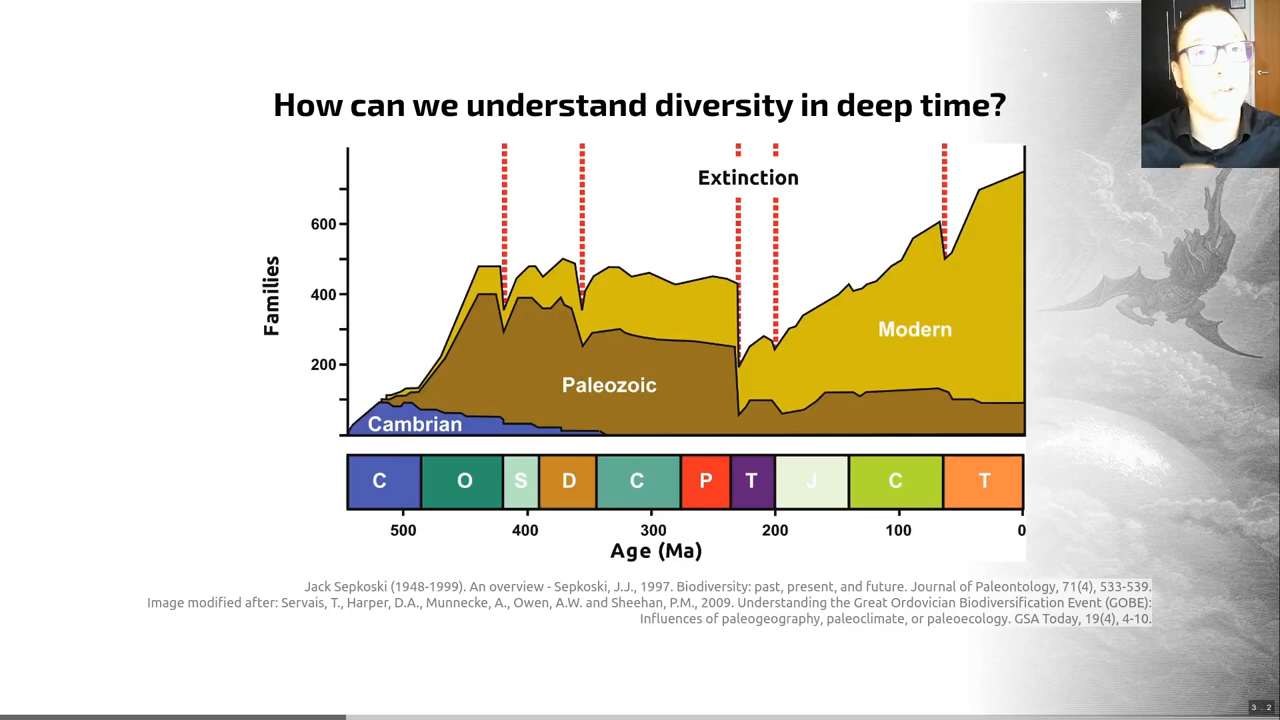 How can we understand diversity in deep time?
Extinction
600
400
200
Families
Modern
Paleozoic
Cambrian
C O S D C P T J C T
500 400 300 200 100 0
Age (Ma)
Jack Sepkoski (1948-1999). An overview - Sepkoski, J.J., 1997. Biodiversity: past, present, and future. Journal of Paleontology, 71(4), 533-539.
Image modified after: Servais, T., Harper, D.A., Munnecke, A., Owen, A.W. and Sheehan, P.M., 2009. Understanding the Great Ordovician Biodiversification Event (GOBE):
Influences of paleogeography, paleoclimate, or paleoecology. GSA Today, 19(4), 4-10.
3 . 2